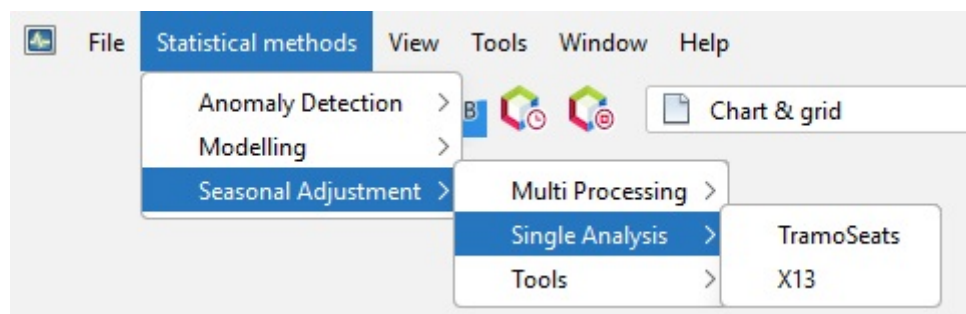 File Statistical methods View Tools Window Help
Anomaly Detection
B
Chart & grid
Modelling
Seasonal Adjustment
Multi Processing
Single Analysis
TramoSeats
Tools
X13